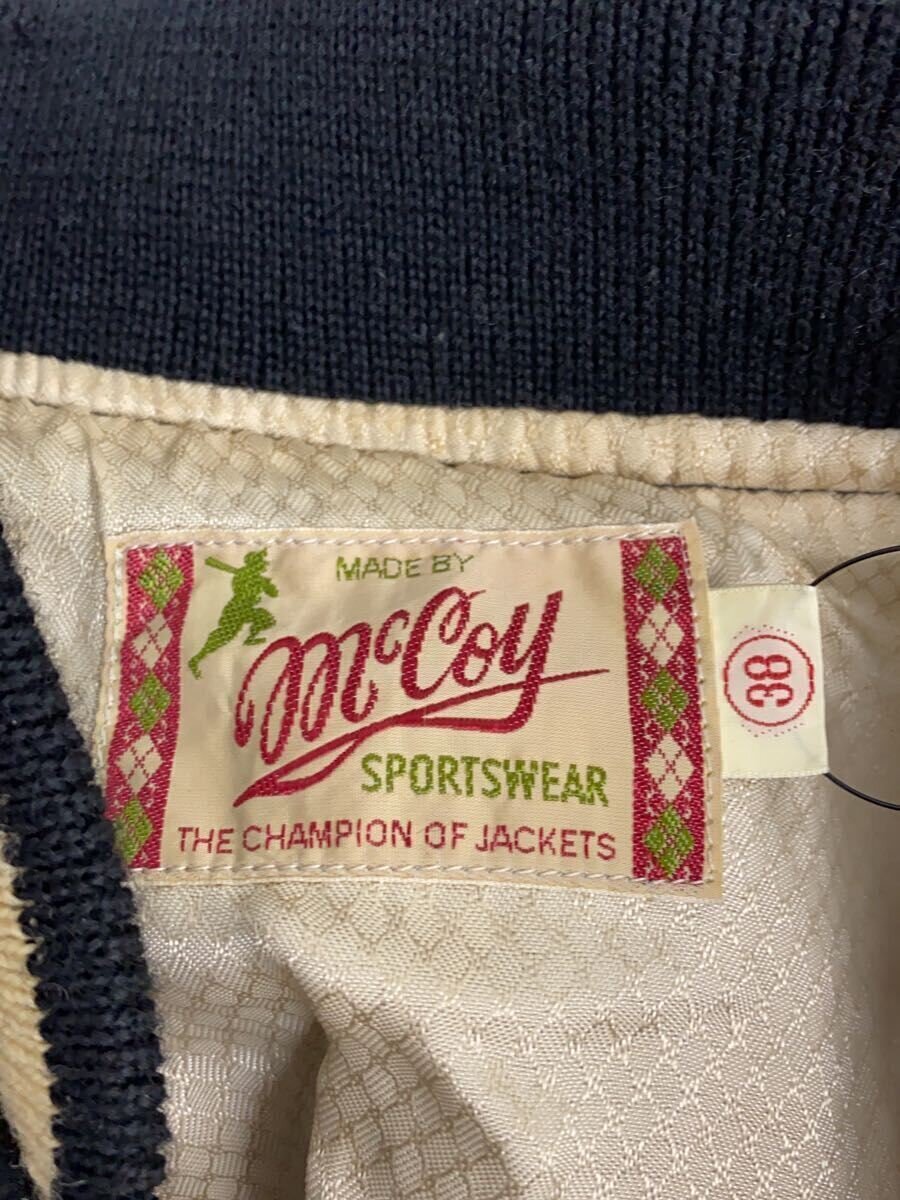 MADE BY
McCoy
SPORTSWEAR
THE CHAMPION OF JACKETS
38